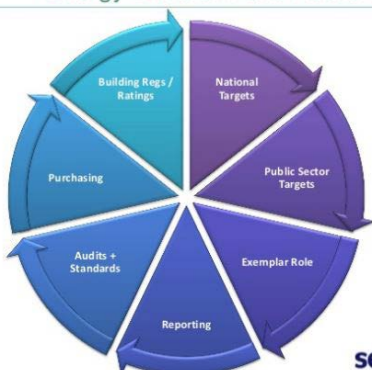 Building Regs /
Ratings
National
Targets
Purchasing
Public Sector
Targets
Audits +
Standards
Exemplar Role
Reporting